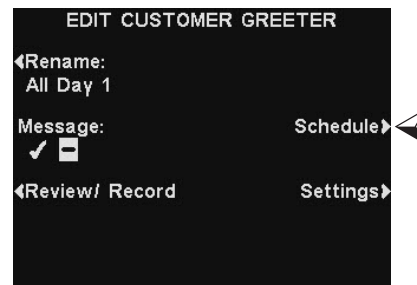 EDIT CUSTOMER GREETER
Rename:
All Day 1
Message:
Schedule
Review/ Record
Settings